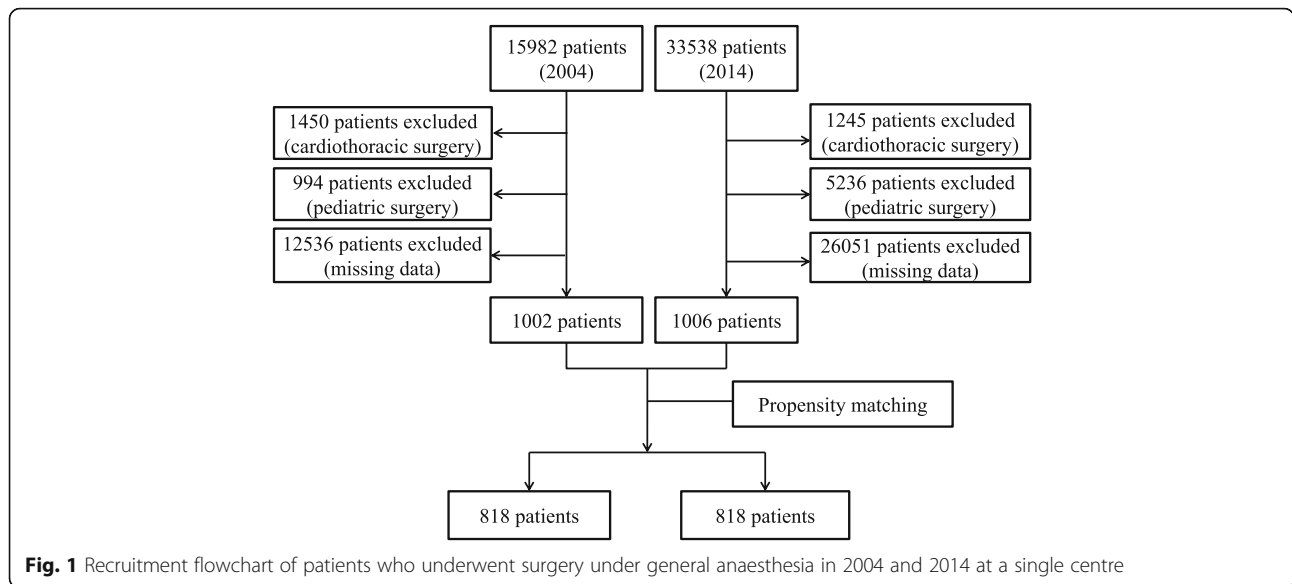 15982 patients
(2004)
33538 patients
(2014)
1450 patients excluded
(cardiothoracic surgery)
1245 patients excluded
(cardiothoracic surgery)
994 patients excluded
(pediatric surgery)
5236 patients excluded
(pediatric surgery)
12536 patients excluded
(missing data)
26051 patients excluded
(missing data)
1002 patients
1006 patients
Propensity matching
818 patients
818 patients
Fig. 1 Recruitment flowchart of patients who underwent surgery under general anaesthesia in 2004 and 2014 at a single centre